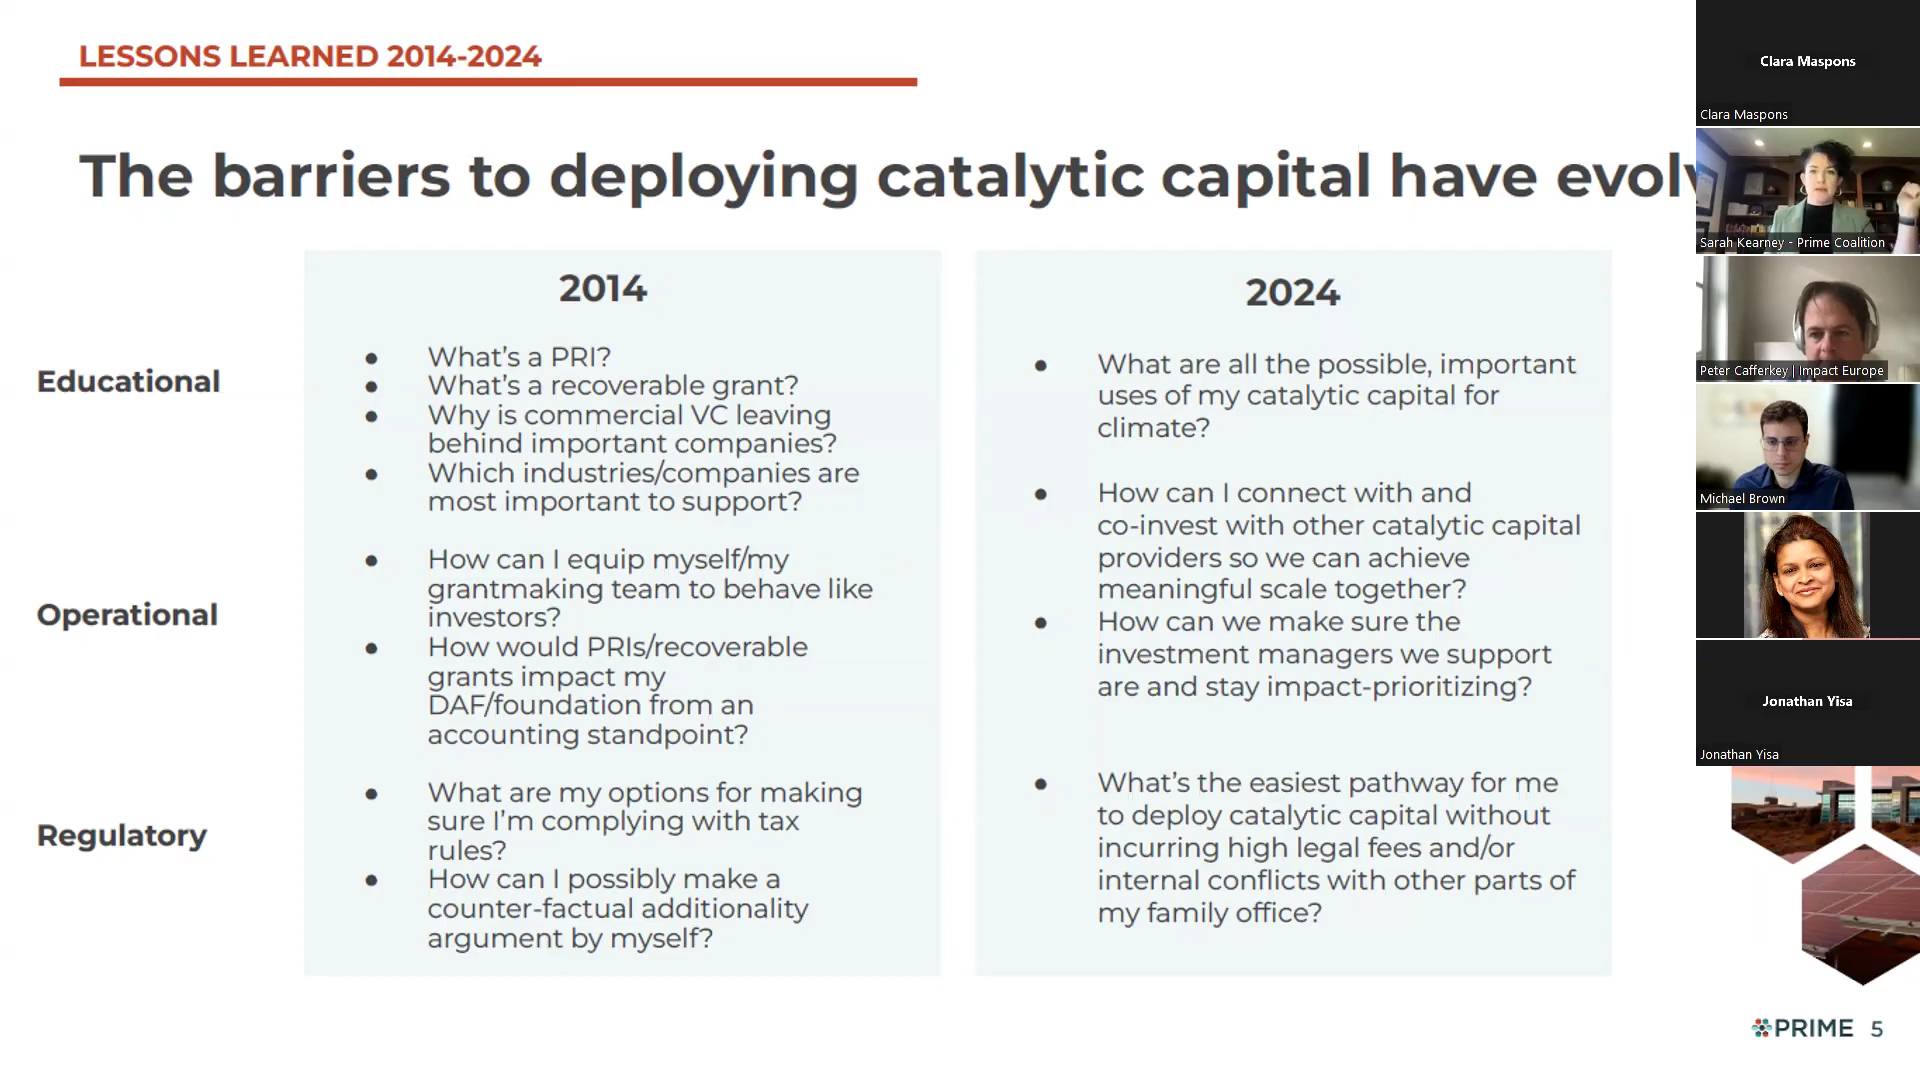 LESSONS LEARNED 2014-2024
The barriers to deploying catalytic capital have evolv
2014
Educational
● What's a PRI?
● What's a recoverable grant?
● Why is commercial VC leaving
behind important companies?
● Which industries/companies are
most important to support?
Operational
● How can I equip myself/my
grantmaking team to behave like
investors?
● How would PRIs/recoverable
grants impact my
DAF/foundation from an
accounting standpoint?
Regulatory
● What are my options for making
sure I'm complying with tax
rules?
● How can I possibly make a
counter-factual additionality
argument by myself?
2024
● What are all the possible, important
uses of my catalytic capital for
climate?
● How can I connect with and
co-invest with other catalytic capital
providers so we can achieve
meaningful scale together?
● How can we make sure the
investment managers we support
are and stay impact-prioritizing?
● What's the easiest pathway for me
to deploy catalytic capital without
incurring high legal fees and/or
internal conflicts with other parts of
my family office?
PRIME 5
Clara Maspons
Clara Maspons
Sarah Kearney - Prime Coalition
Peter Cafferkey | Impact Europe
Michael Brown
Jonathan Yisa
Jonathan Yisa